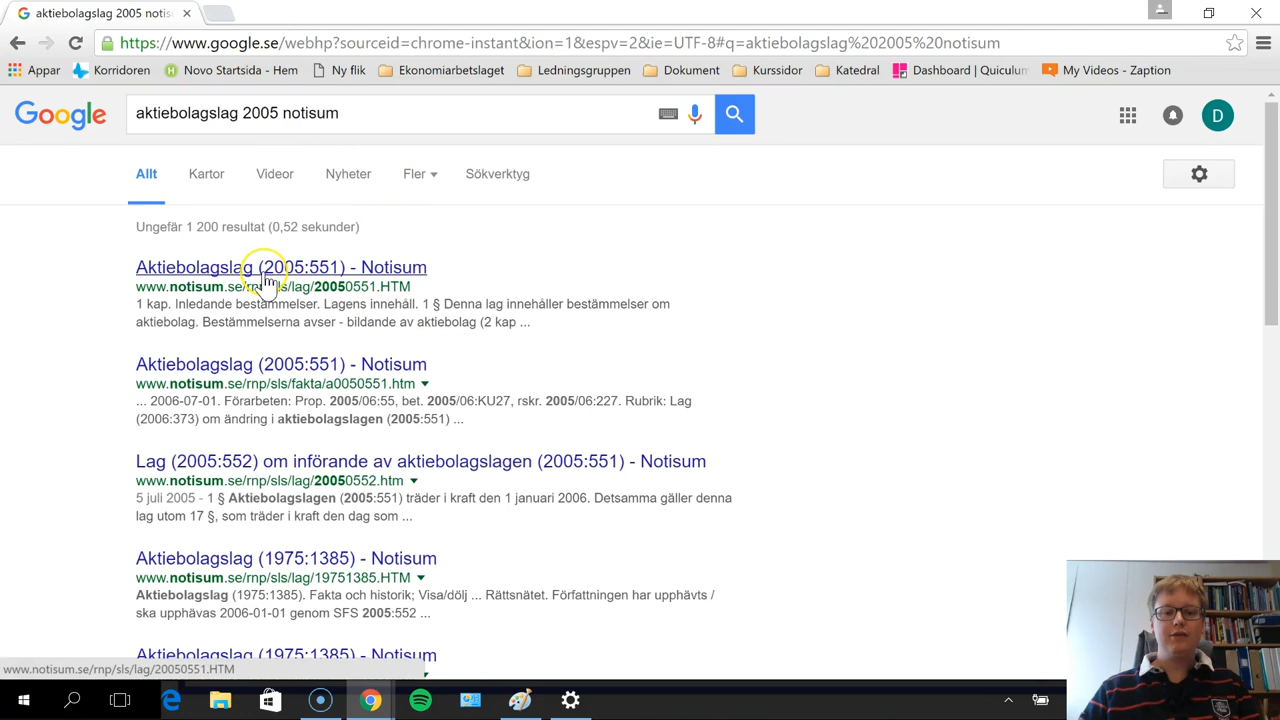 aktiebolagslag 2005 notis
https://www.google.se/webhp?sourceid=chrome-instant&ion=1&espv=2&ie=UTF-8#q=aktiebolagslag%202005%20notisum
Appar Korridoren Novo Startsida - Hem Ny flik Ekonomiarbetslaget Ledningsgruppen Dokument Kurssidor Katedral Dashboard | Quiculum My Videos - Zaption
Google aktiebolagslag 2005 notisum D
Allt Kartor Videor Nyheter Fler Sökverktyg
Ungefär 1 200 resultat (0,52 sekunder)
Aktiebolagslag (2005:551) - Notisum
www.notisum.se/rnp/sls/lag/20050551.HTM
1 kap. Inledande bestämmelser. Lagens innehåll. 1 § Denna lag innehåller bestämmelser om
aktiebolag. Bestämmelserna avser - bildande av aktiebolag (2 kap ...
Aktiebolagslag (2005:551) - Notisum
www.notisum.se/rnp/sls/fakta/a0050551.htm
... 2006-07-01. Förarbeten: Prop. 2005/06:55, bet. 2005/06:KU27, rskr. 2005/06:227. Rubrik: Lag
(2006:373) om ändring i aktiebolagslagen (2005:551) ...
Lag (2005:552) om införande av aktiebolagslagen (2005:551) - Notisum
www.notisum.se/rnp/sls/lag/20050552.htm
5 juli 2005 - 1 § Aktiebolagslagen (2005:551) träder i kraft den 1 januari 2006. Detsamma gäller denna
lag utom 17 §, som träder i kraft den dag som ...
Aktiebolagslag (1975:1385) - Notisum
www.notisum.se/rnp/sls/lag/19751385.HTM
Aktiebolagslag (1975:1385). Fakta och historik; Visa/dölj ... Rättsnätet. Författningen har upphävts /
ska upphävas 2006-01-01 genom SFS 2005:552 ...
Aktiebolagslag (1975:1385) - Notisum
www.notisum.se/rnp/sls/lag/20050551.HTM